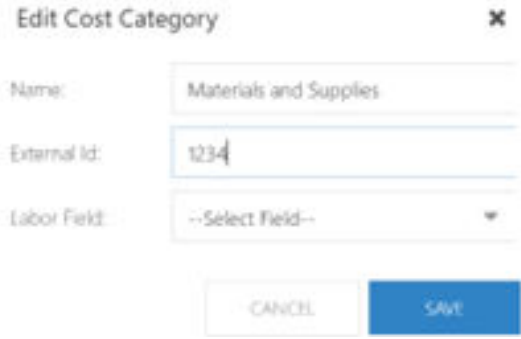 Edit Cost Category ×
Name: Materials and Supplies
External Id: 1234
Labor Field: --Select Field--
CANCEL SAVE